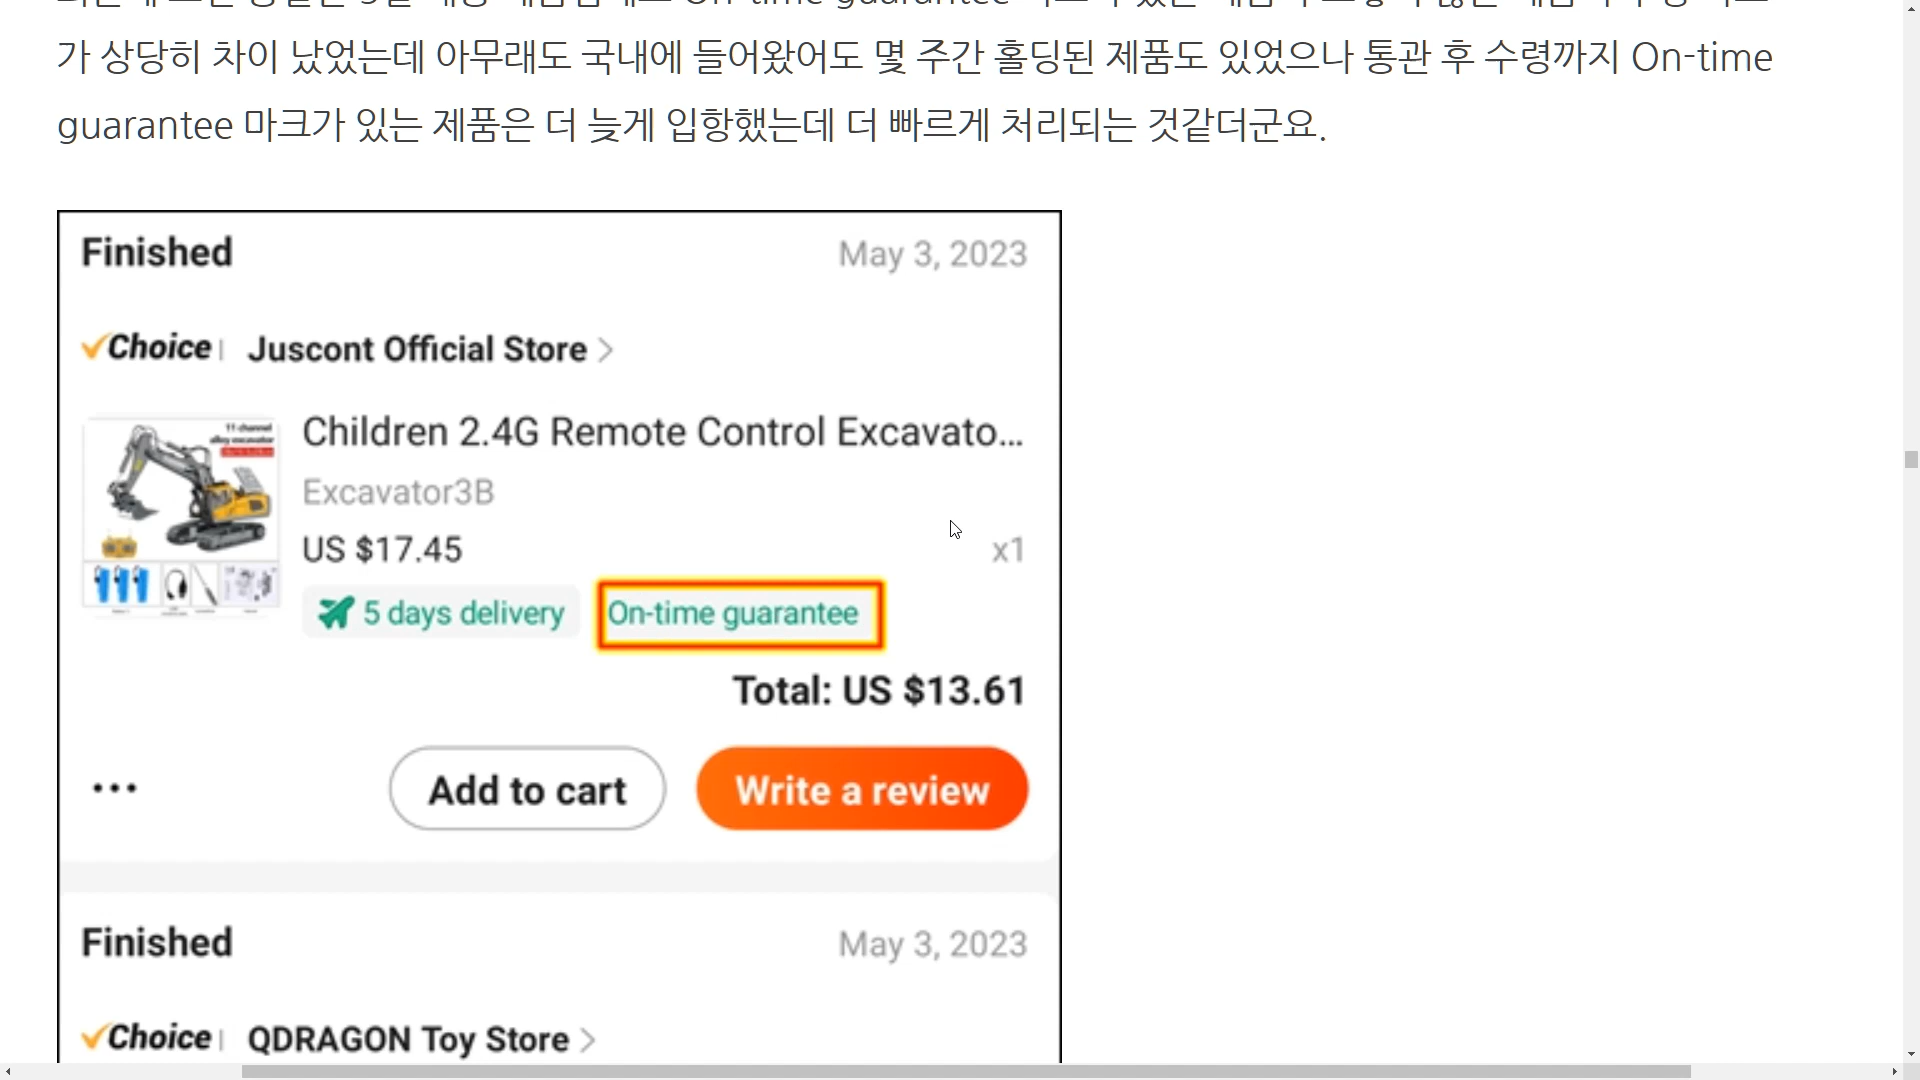 가 상당히 차이 났었는데 아무래도 국내에 들어왔어도 몇 주간 홀딩된 제품도 있었으나 통관 후 수령까지 On-time
guarantee 마크가 있는 제품은 더 늦게 입항했는데 더 빠르게 처리되는 것같더군요.
Finished
May 3, 2023
Choice
Juscont Official Store >
Children 2.4G Remote Control Excavato...
11 channel
alloy excavator
Excavator3B
US $17.45
x1
5 days delivery
On-time guarantee
Total: US $13.61
...
Add to cart
Write a review
Finished
May 3, 2023
Choice
QDRAGON Toy Store >